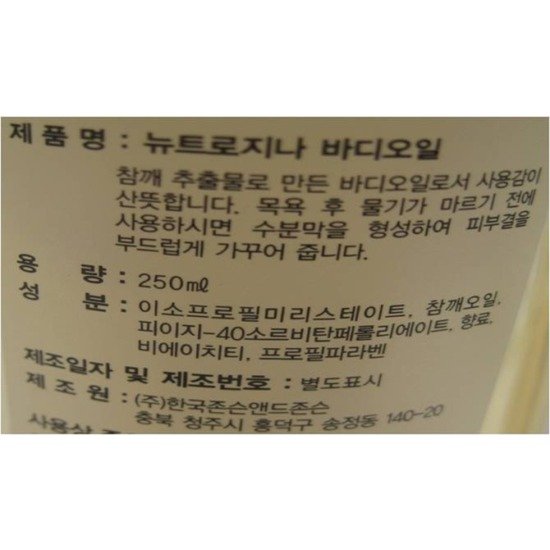 제품명 : 뉴트로지나 바디오일
참깨 추출물로 만든 바디오일로서 사용감이
산뜻합니다. 목욕 후 물기가 마르기 전에
사용하시면 수분막을 형성하여 피부결을
부드럽게 가꾸어 줍니다.
용 량 : 250㎖
성 분 : 이소프로필미리스테이트, 참깨오일,
피이지-40소르비탄페롤리에이트, 향료,
비에이치티, 프로필파라벤
제조일자 및 제조번호 : 별도표시
제 조 원 : (주)한국존슨앤드존슨
충북 청주시 흥덕구 송정동 140-20
사용상